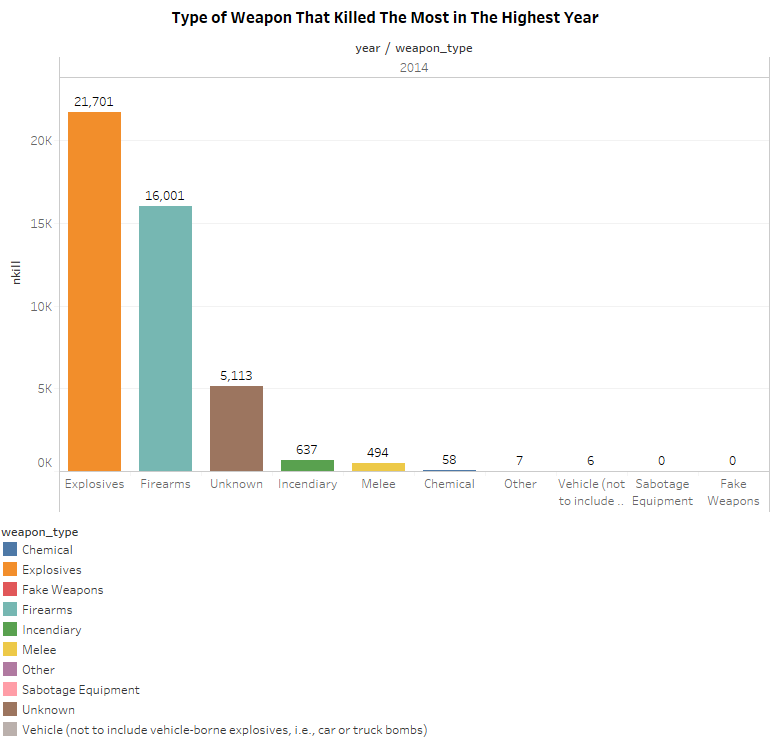 Type of Weapon That Killed The Most in The Highest Year
year / weapon_type
2014
21,701
20K
16,001
15K
nkill
10K
5,113
5K
637
494
58
7
6
0
0
0K
Explosives
Firearms
Unknown
Incendiary
Melee
Chemical
Other
Vehicle (not
to include ..
Sabotage
Equipment
Fake
Weapons
weapon_type
Chemical
Explosives
Fake Weapons
Firearms
Incendiary
Melee
Other
Sabotage Equipment
Unknown
Vehicle (not to include vehicle-borne explosives, i.e., car or truck bombs)